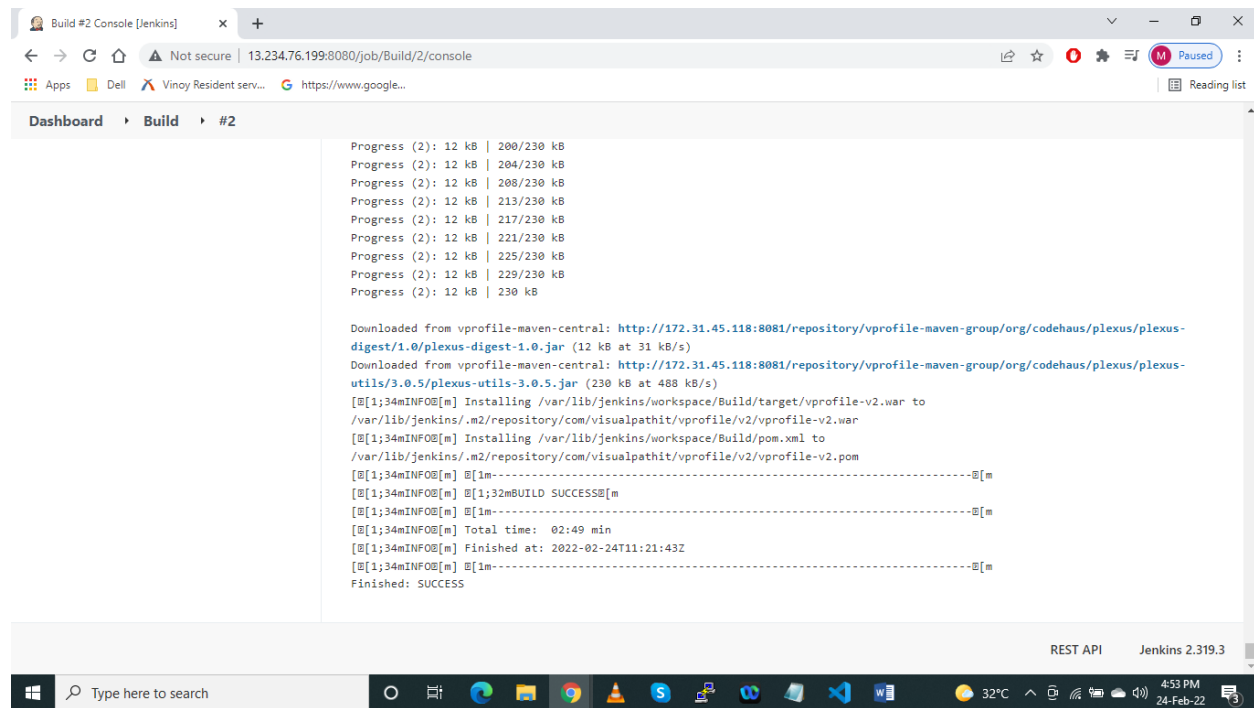 Build #2 Console [Jenkins]
Not secure | 13.234.76.199:8080/job/Build/2/console
M Paused
Apps Dell Vinoy Resident serv... https://www.google...
Reading list
Dashboard Build #2
Progress (2): 12 kB | 200/230 kB
Progress (2): 12 kB | 204/230 kB
Progress (2): 12 kB | 208/230 kB
Progress (2): 12 kB | 213/230 kB
Progress (2): 12 kB | 217/230 kB
Progress (2): 12 kB | 221/230 kB
Progress (2): 12 kB | 225/230 kB
Progress (2): 12 kB | 229/230 kB
Progress (2): 12 kB | 230 kB
Downloaded from vprofile-maven-central: http://172.31.45.118:8081/repository/vprofile-maven-group/org/codehaus/plexus/plexus-
digest/1.0/plexus-digest-1.0.jar (12 kB at 31 kB/s)
Downloaded from vprofile-maven-central: http://172.31.45.118:8081/repository/vprofile-maven-group/org/codehaus/plexus/plexus-
utils/3.0.5/plexus-utils-3.0.5.jar (230 kB at 488 kB/s)
[[1;34mINFO[m] Installing /var/lib/jenkins/workspace/Build/target/vprofile-v2.war to
/var/lib/jenkins/.m2/repository/com/visualpathit/vprofile/v2/vprofile-v2.war
[[1;34mINFO[m] Installing /var/lib/jenkins/workspace/Build/pom.xml to
/var/lib/jenkins/.m2/repository/com/visualpathit/vprofile/v2/vprofile-v2.pom
[[1;34mINFO[m] [1m------------------------------------------------------------------------[m
[[1;34mINFO[m] [1;32mBUILD SUCCESS[m
[[1;34mINFO[m] [1m------------------------------------------------------------------------[m
[[1;34mINFO[m] Total time:  02:49 min
[[1;34mINFO[m] Finished at: 2022-02-24T11:21:43Z
[[1;34mINFO[m] [1m------------------------------------------------------------------------[m
Finished: SUCCESS
REST API Jenkins 2.319.3
Type here to search
32°C
4:53 PM
24-Feb-22
3